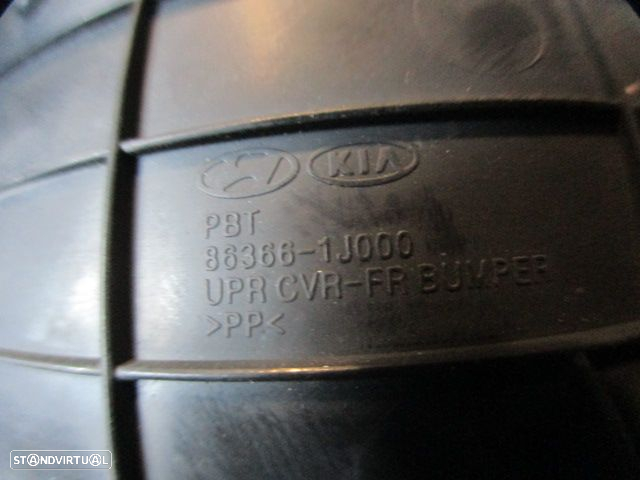 KIA
PBT
86366-1J000
UPR CVR-FR BUMPER
>PP<
STANDVIRTUAL